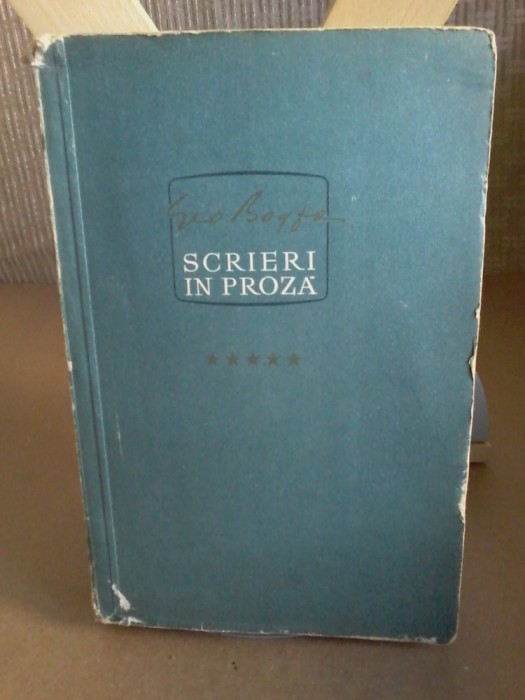 Geo Bogza
SCRIERI
IN PROZĂ
★★★★★